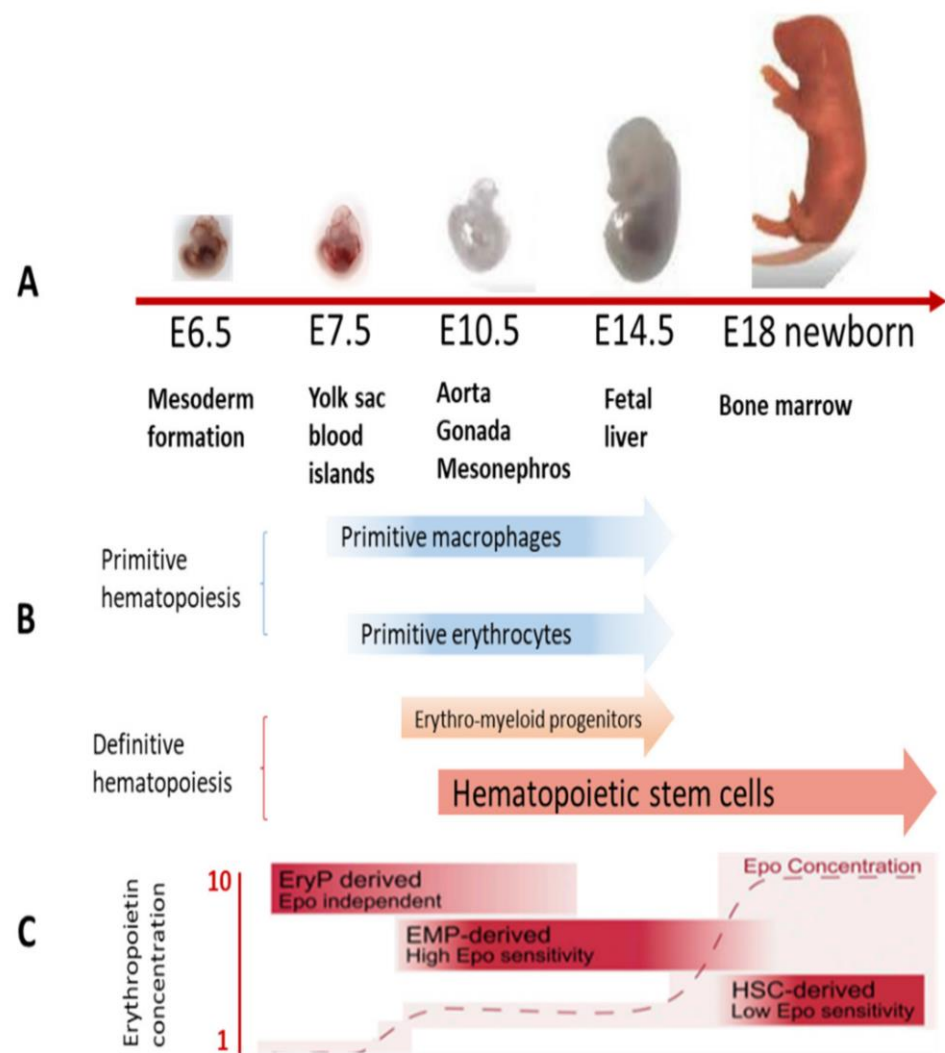 A
E6.5
E7.5
E10.5
E14.5
E18 newborn
Mesoderm
formation
Yolk sac
blood
islands
Aorta
Gonada
Mesonephros
Fetal
liver
Bone marrow
B
Primitive
hematopoiesis
Primitive macrophages
Primitive erythrocytes
Definitive
hematopoiesis
Erythro-myeloid progenitors
Hematopoietic stem cells
C
Erythropoietin
concentration
10
1
EryP derived
Epo independent
EMP-derived
High Epo sensitivity
Epo Concentration
HSC-derived
Low Epo sensitivity